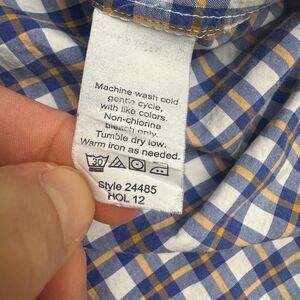 Machine wash cold
gentle cycle,
with like colors.
Non-chlorine
bleach only.
Tumble dry low.
Warm iron as needed.
30
Style 24485
HOL 12